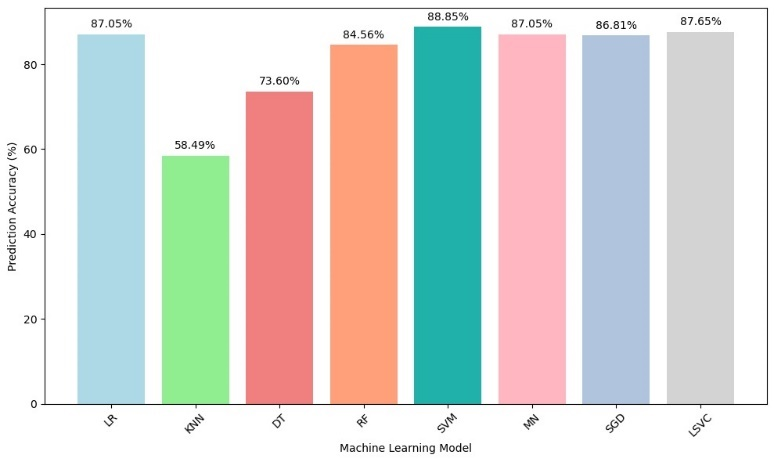 87.05%
58.49%
73.60%
84.56%
88.85%
87.05%
86.81%
87.65%
Prediction Accuracy (%)
80
60
40
20
0
LR
KNN
DT
RF
SVM
MN
SGD
LSVC
Machine Learning Model